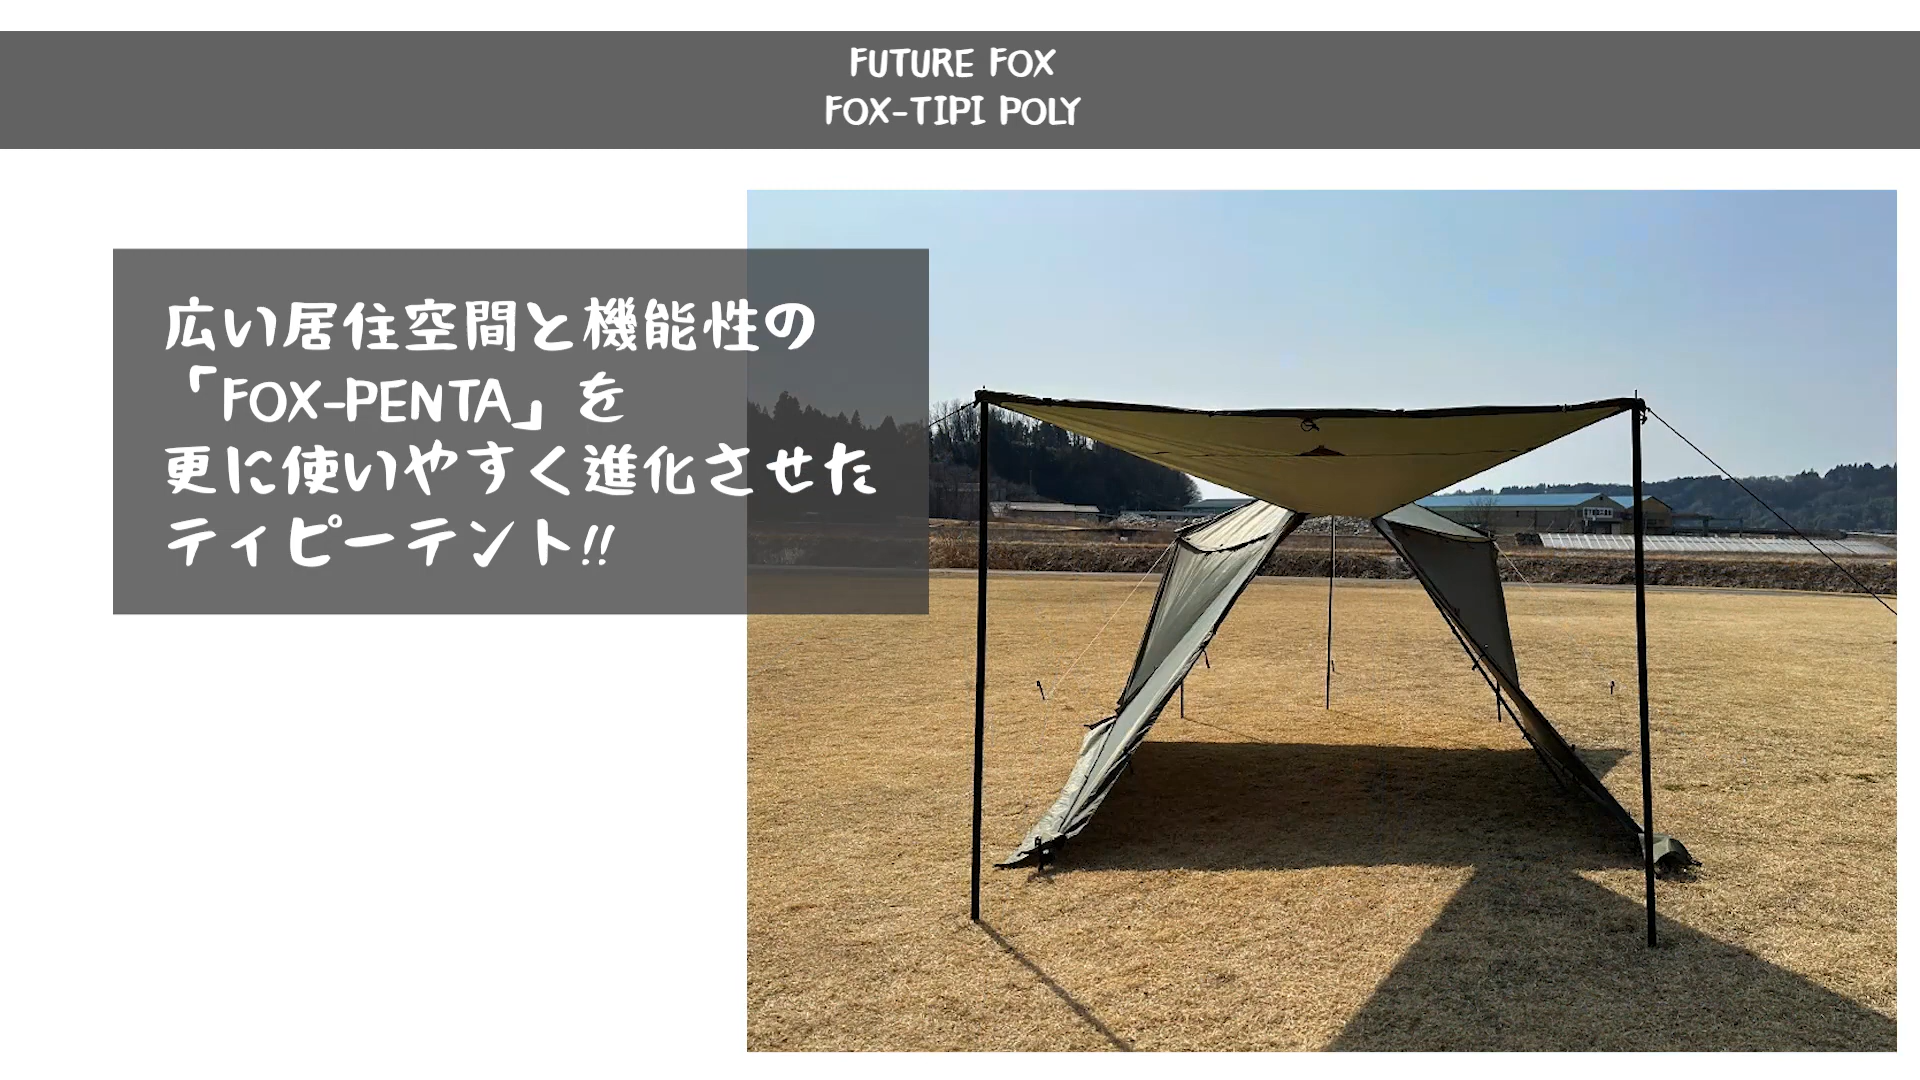 FUTURE FOX
FOX-TIPI POLY
広い居住空間と機能性の
「FOX-PENTA」を
更に使いやすく進化させた
ティピーテント!!